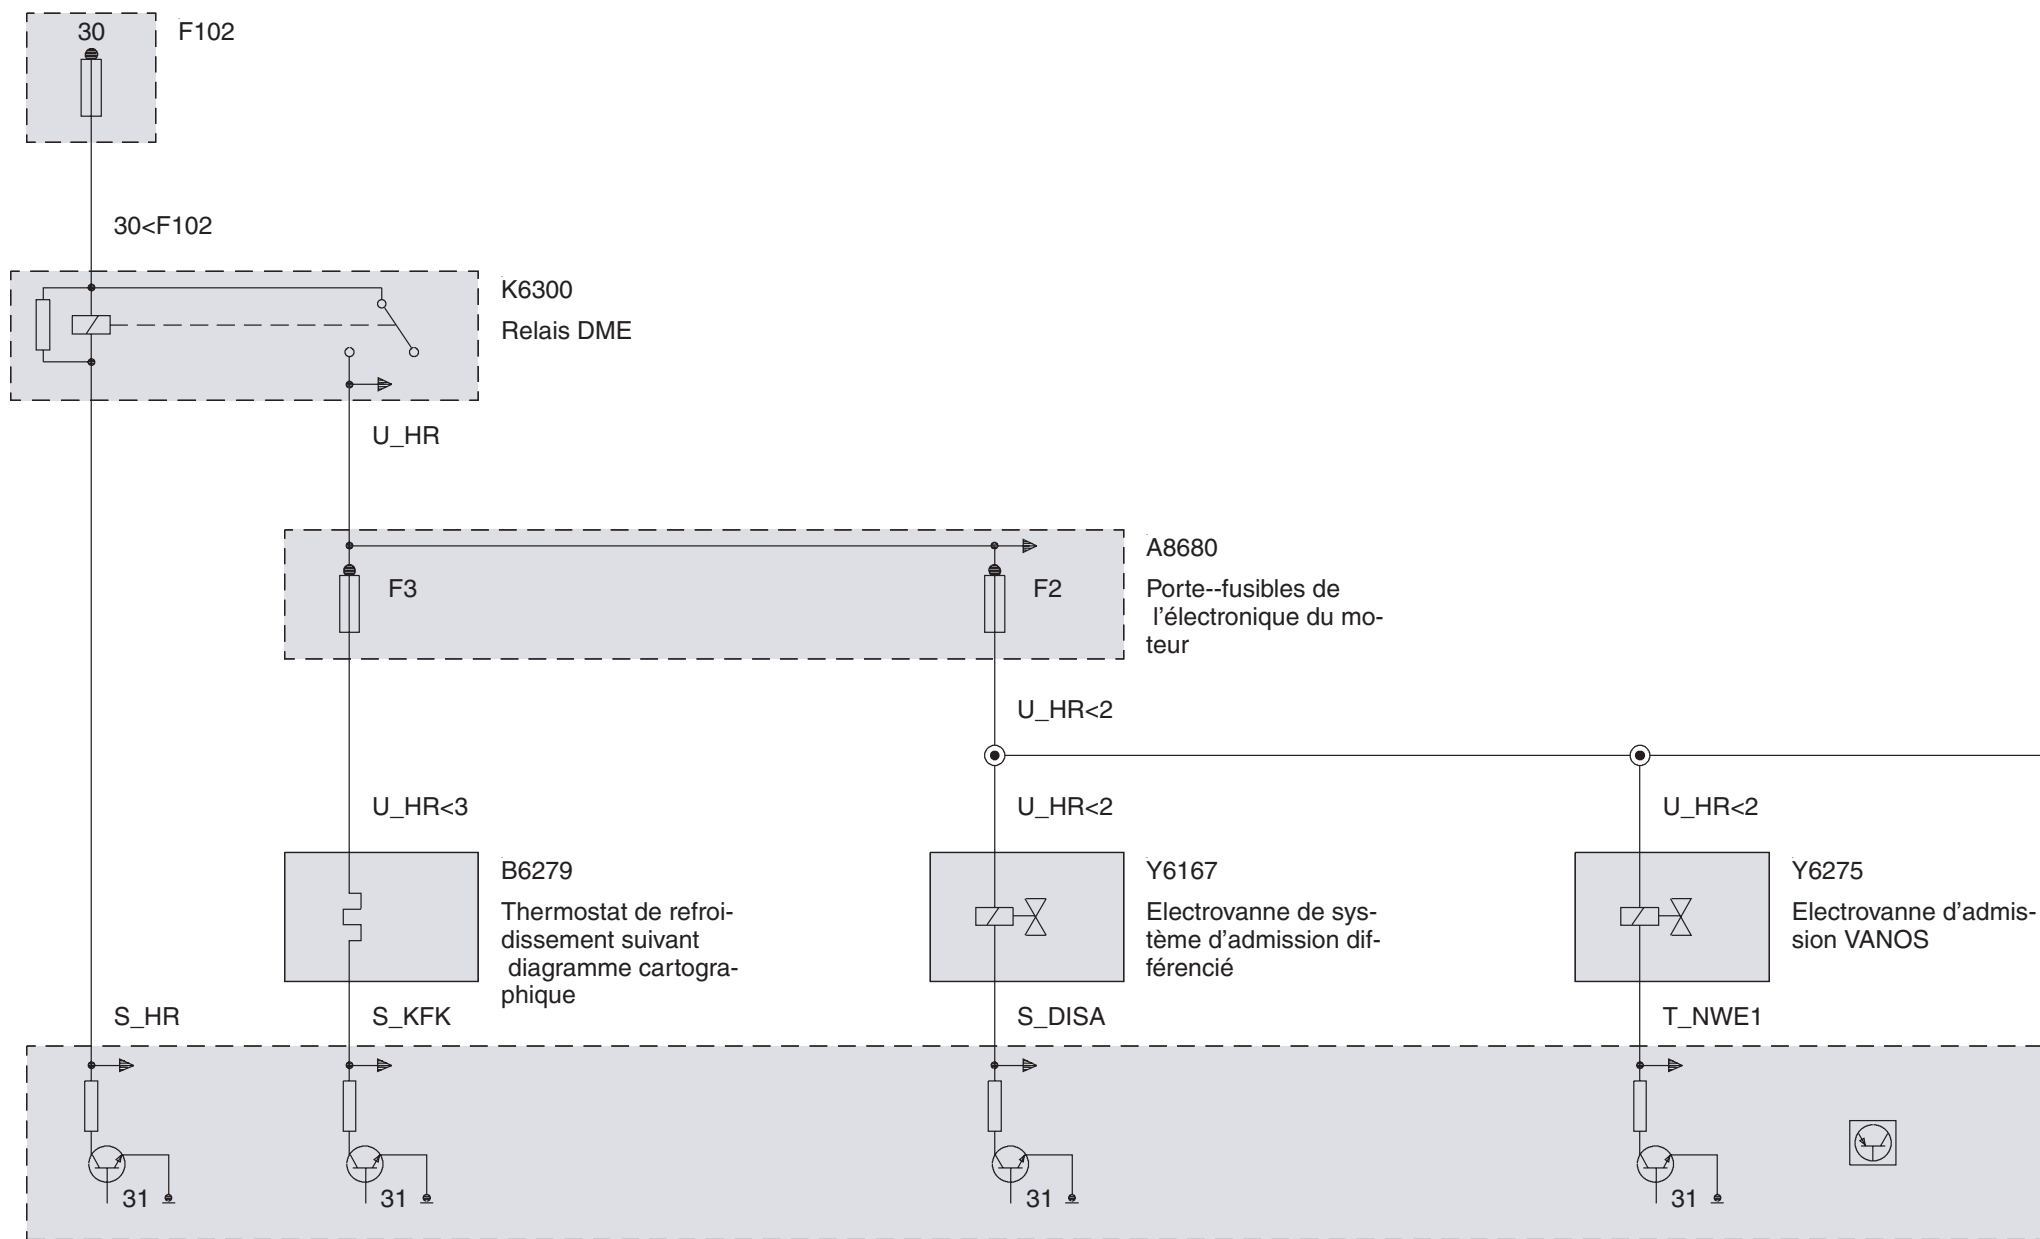 30
F102
30<F102
K6300
Relais DME
U_HR
F3
F2
A8680
Porte--fusibles de
l'électronique du mo-
teur
U_HR<2
U_HR<3
U_HR<2
U_HR<2
B6279
Thermostat de refroi-
dissement suivant
diagramme cartogra-
phique
Y6167
Electrovanne de sys-
tème d'admission dif-
férencié
Y6275
Electrovanne d'admis-
sion VANOS
S_HR
S_KFK
S_DISA
T_NWE1
31
31
31
31